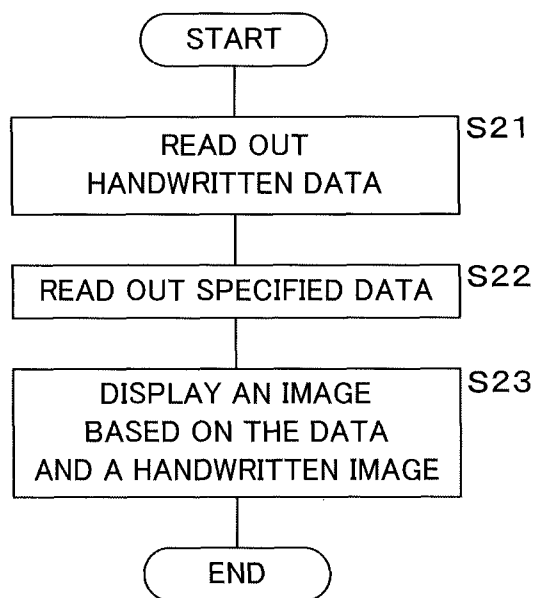 START
S21
READ OUT
HANDWRITTEN DATA
S22
READ OUT SPECIFIED DATA
S23
DISPLAY AN IMAGE
BASED ON THE DATA
AND A HANDWRITTEN IMAGE
END